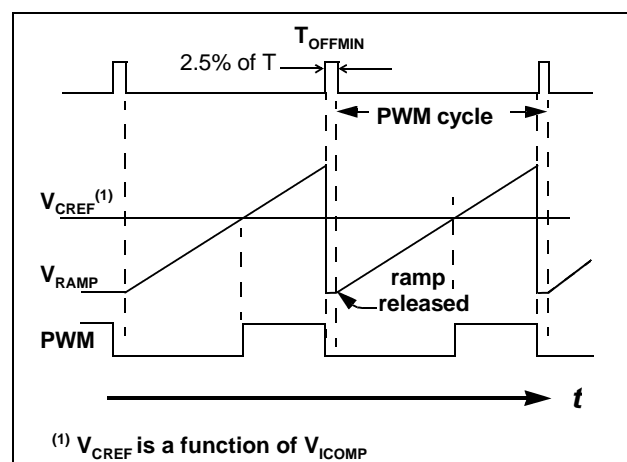 T_OFFMIN
2.5% of T
PWM cycle
V_CREF^(1)
V_RAMP
ramp
released
PWM
t
(1) V_CREF is a function of V_ICOMP